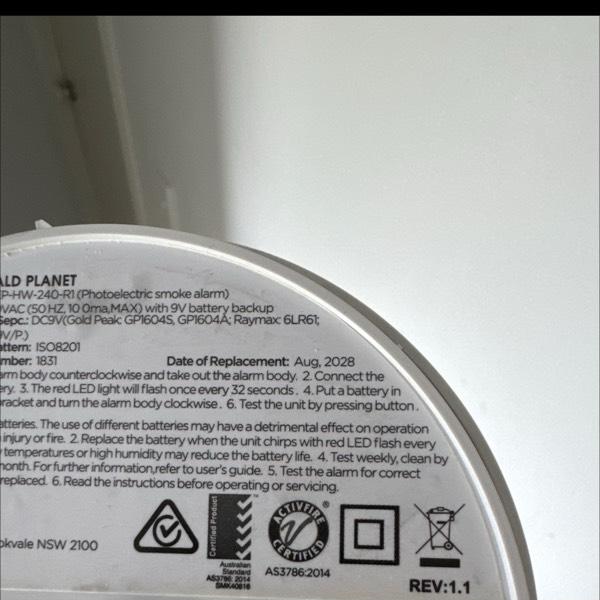 ALD PLANET
P-HW-240-R1 (Photoelectric smoke alarm)
VAC (50 HZ, 10 0ma,MAX) with 9V battery backup
Sepc.: DC9V(Gold Peak: GP1604S, GP1604A; Raymax: 6LR61;
V/P.)
attern: ISO8201
mber: 1831 Date of Replacement: Aug, 2028
arm body counterclockwise and take out the alarm body. 2. Connect the
ery. 3. The red LED light will flash once every 32 seconds. 4. Put a battery in
bracket and turn the alarm body clockwise. 6. Test the unit by pressing button.
atteries. The use of different batteries may have a detrimental effect on operation
injury or fire. 2. Replace the battery when the unit chirps with red LED flash every
temperatures or high humidity may reduce the battery life. 4. Test weekly, clean by
month. For further information,refer to user's guide. 5. Test the alarm for correct
replaced. 6. Read the instructions before operating or servicing.
okvale NSW 2100
Certified Product
™
Australian
Standard
AS3786: 2014
SMK40816
ACTIVFIRE
®
CERTIFIED
AS3786:2014
REV:1.1